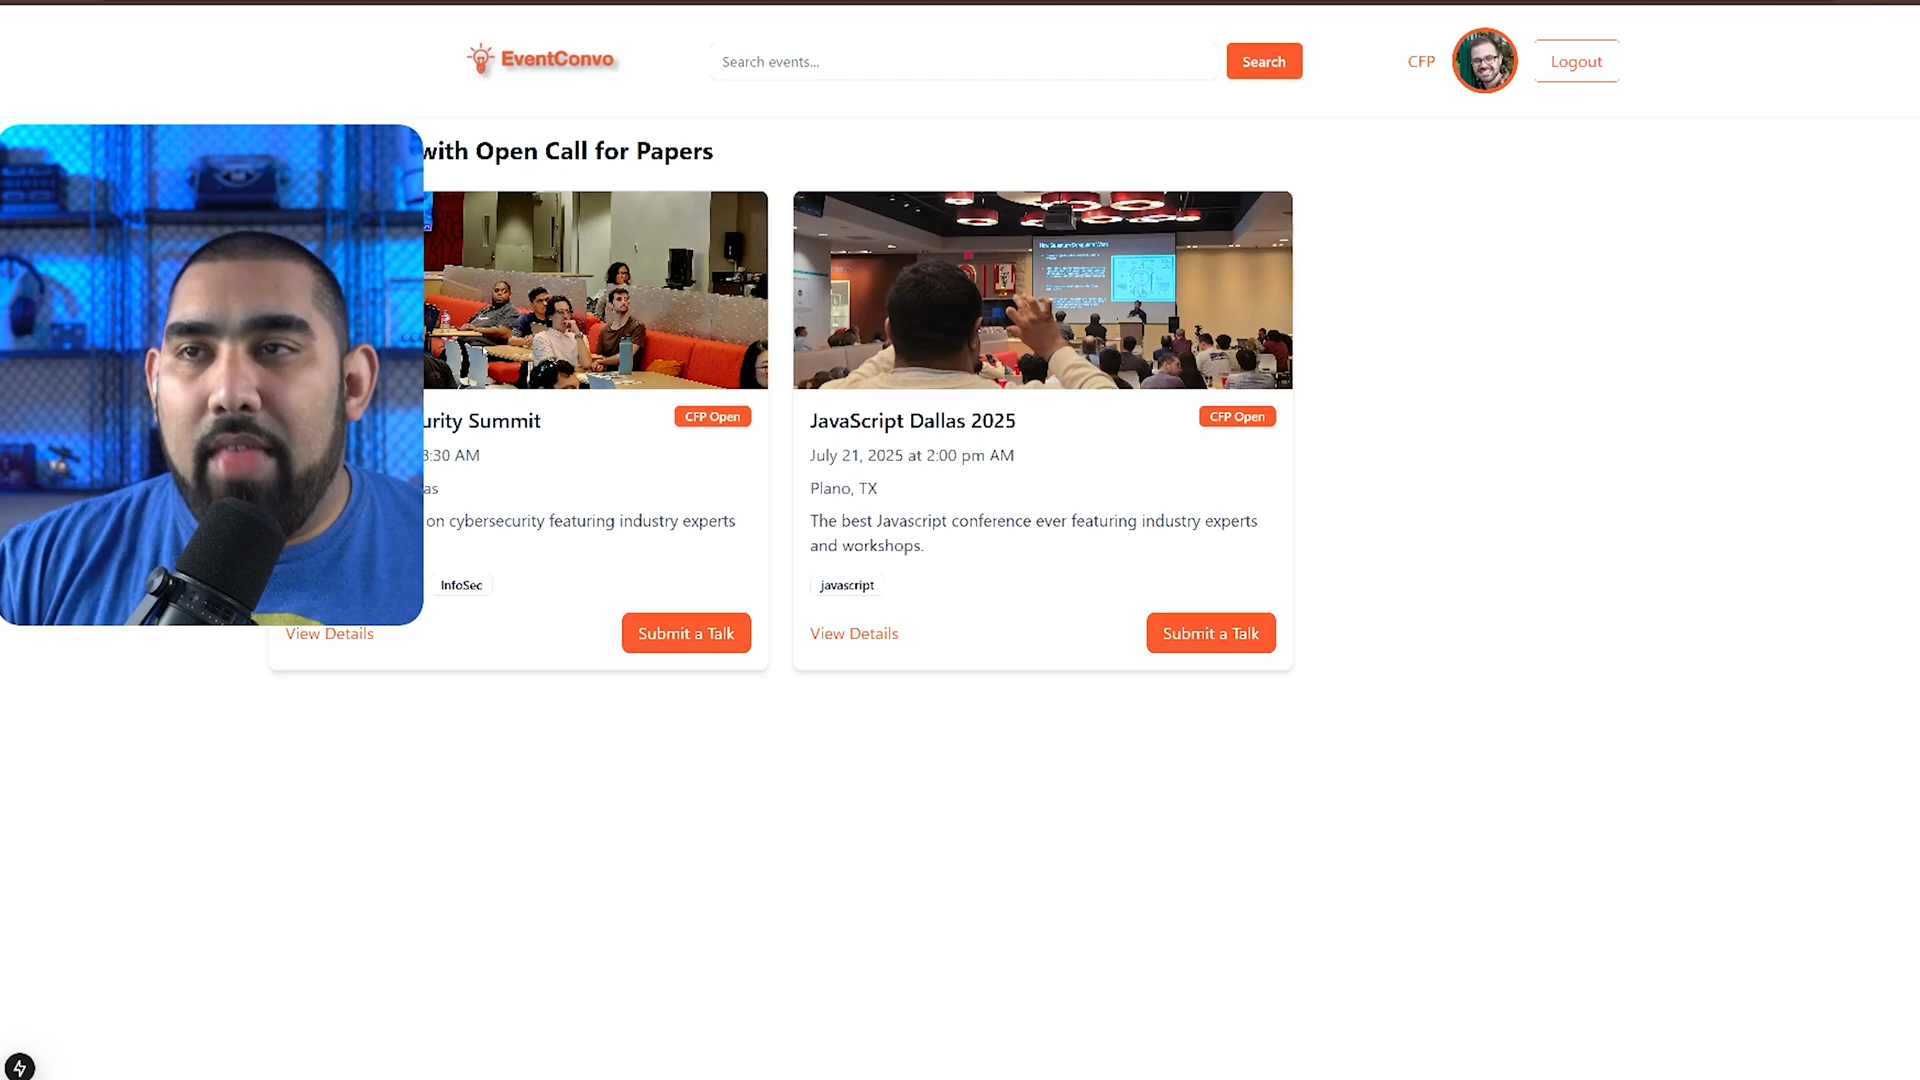 EventConvo
Search events...
Search
CFP
Logout
with Open Call for Papers
urity Summit
CFP Open
8:30 AM
as
on cybersecurity featuring industry experts
InfoSec
View Details
Submit a Talk
JavaScript Dallas 2025
CFP Open
July 21, 2025 at 2:00 pm AM
Plano, TX
The best Javascript conference ever featuring industry experts
and workshops.
javascript
View Details
Submit a Talk